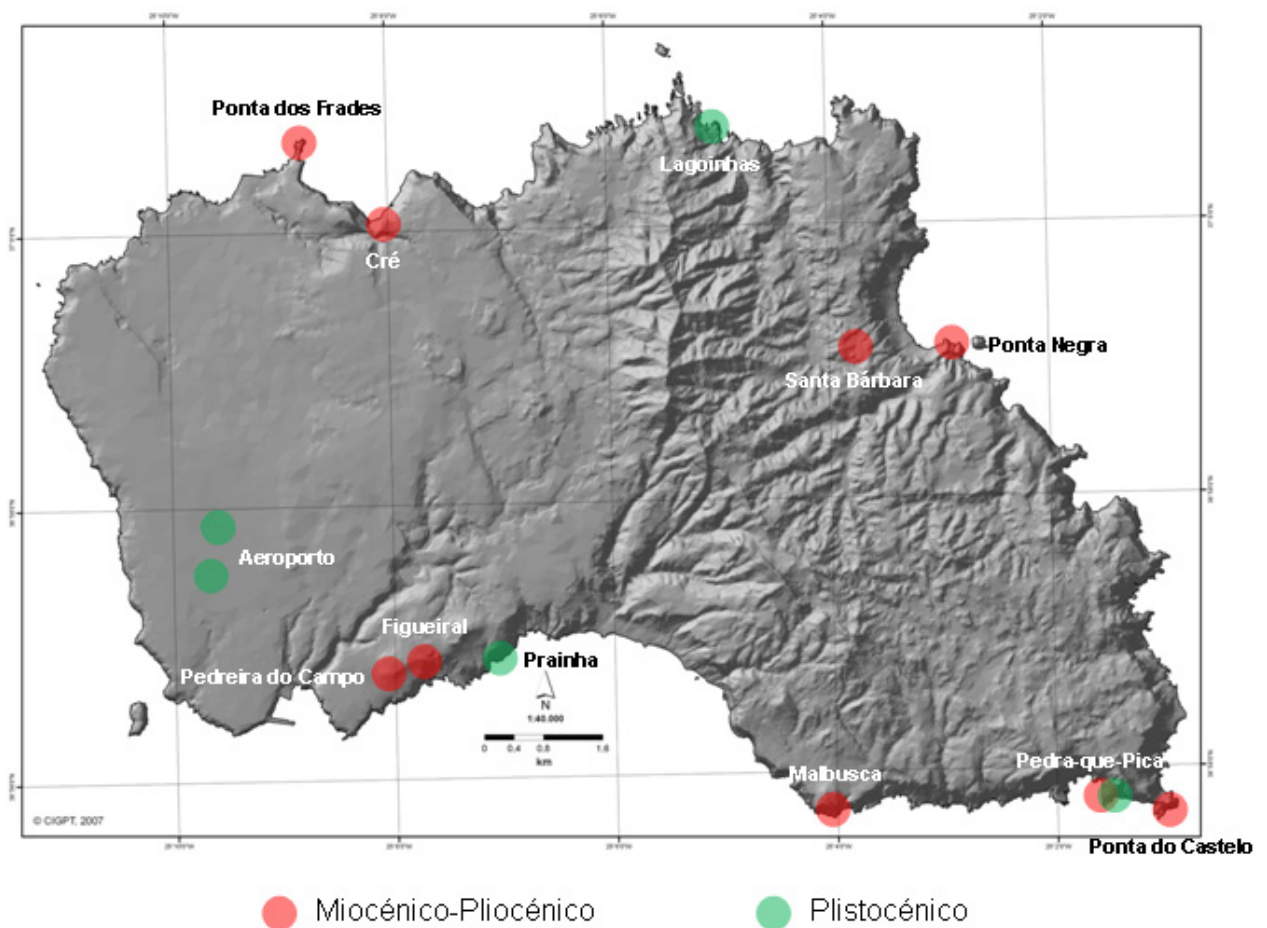 Ponta dos Frades
Lagoinhas
Cré
Ponta Negra
Santa Bárbara
Aeroporto
Figueiral
Pedreira do Campo
Prainha
N
1:40.000
0 0,4 0,8 1,6
km
Malbusca
Pedra-que-Pica
Ponta do Castelo
© CIGPT, 2007
Miocénico-Pliocénico
Plistocénico